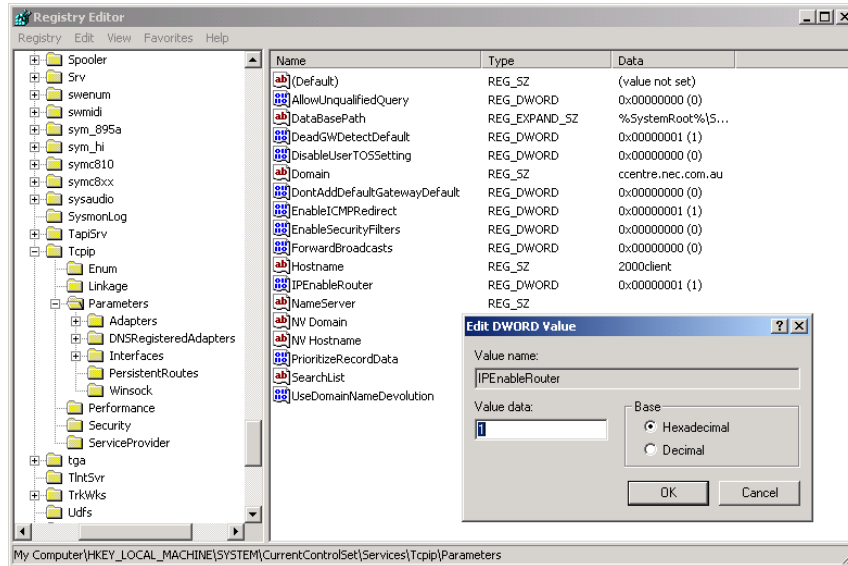 Registry Editor
Registry Edit View Favorites Help
Spooler
Srv
swenum
swmidi
sym_895a
sym_hi
symc810
symc8xx
sysaudio
SysmonLog
TapiSrv
Tcpip
Enum
Linkage
Parameters
Adapters
DNSRegisteredAdapters
Interfaces
PersistentRoutes
Winsock
Performance
Security
ServiceProvider
tga
TlntSvr
TrkWks
Udfs
Name Type Data
(Default) REG_SZ (value not set)
AllowUnqualifiedQuery REG_DWORD 0x00000000 (0)
DataBasePath REG_EXPAND_SZ %SystemRoot%\S...
DeadGWDetectDefault REG_DWORD 0x00000001 (1)
DisableUserTOSSetting REG_DWORD 0x00000000 (0)
Domain REG_SZ ccentre.nec.com.au
DontAddDefaultGatewayDefault REG_DWORD 0x00000000 (0)
EnableICMPRedirect REG_DWORD 0x00000001 (1)
EnableSecurityFilters REG_DWORD 0x00000000 (0)
ForwardBroadcasts REG_DWORD 0x00000000 (0)
Hostname REG_SZ 2000client
IPEnableRouter REG_DWORD 0x00000001 (1)
NameServer REG_SZ
NV Domain
NV Hostname
PrioritizeRecordData
SearchList
UseDomainNameDevolution
Edit DWORD Value
Value name:
IPEnableRouter
Value data:
1
Base
Hexadecimal
Decimal
OK Cancel
My Computer\HKEY_LOCAL_MACHINE\SYSTEM\CurrentControlSet\Services\Tcpip\Parameters